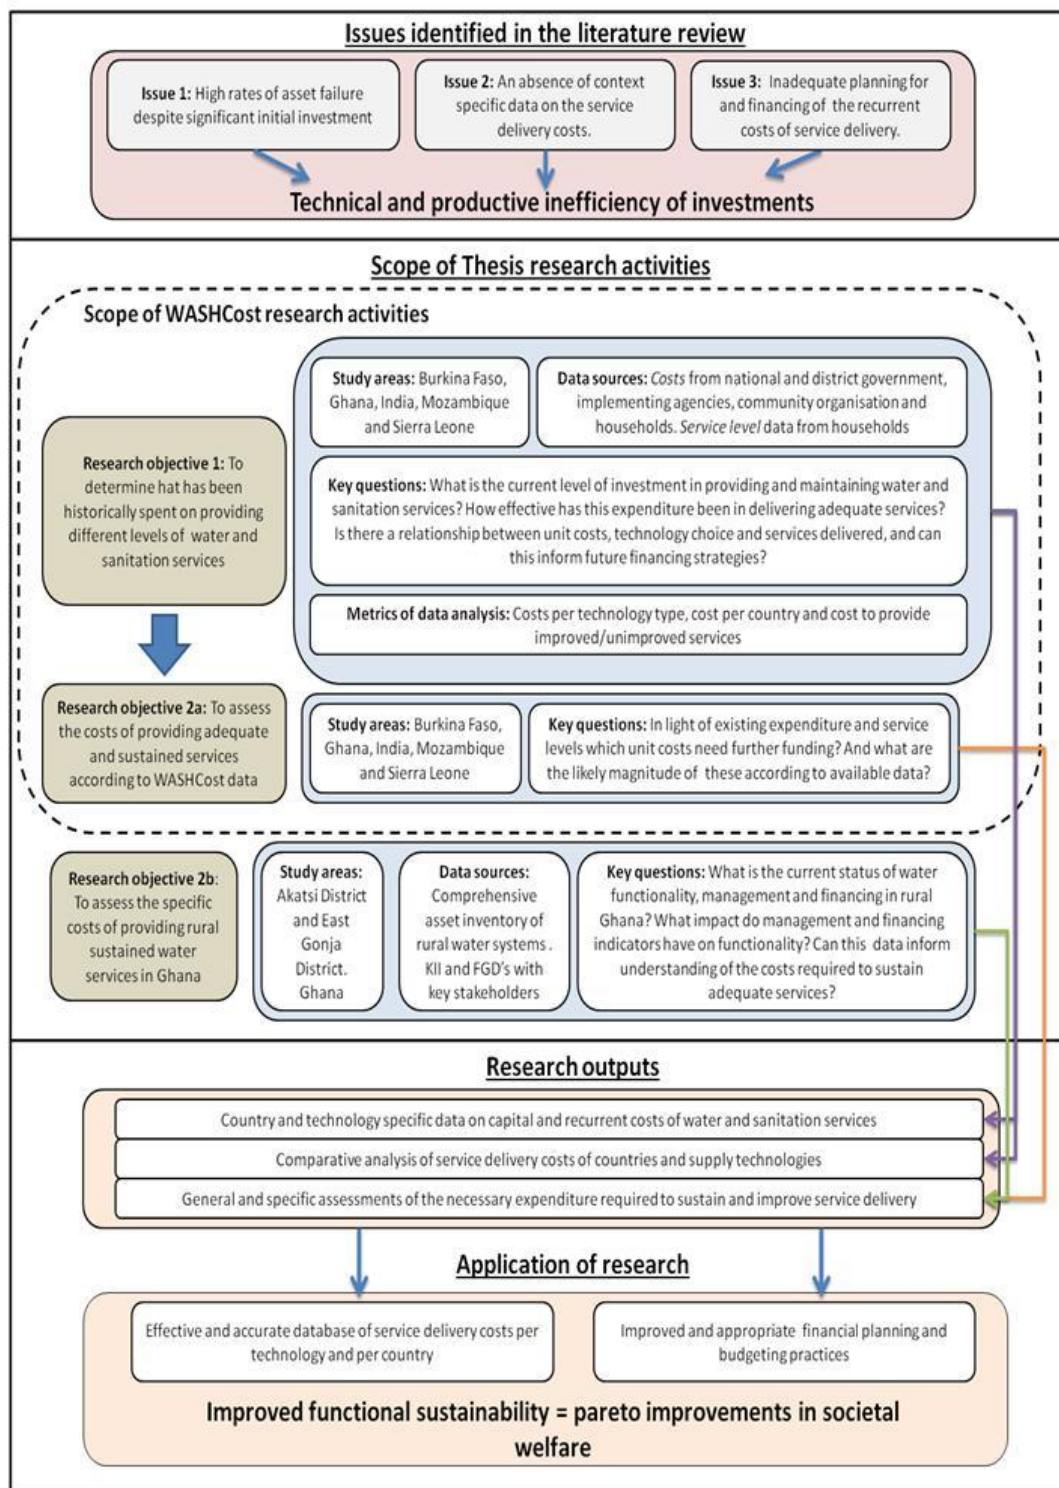 Issues identified in the literature review
Issue 1: High rates of asset failure
despite significant initial investment
Issue 2: An absence of context
specific data on the service
delivery costs.
Issue 3: Inadequate planning for
and financing of the recurrent
costs of service delivery.
Technical and productive inefficiency of investments
Scope of Thesis research activities
Scope of WASHCost research activities
Research objective 1: To
determine hat has been
historically spent on providing
different levels of water and
sanitation services
Study areas: Burkina Faso,
Ghana, India, Mozambique
and Sierra Leone
Data sources: Costs from national and district government,
implementing agencies, community organisation and
households. Service level data from households
Key questions: What is the current level of investment in providing and maintaining water and
sanitation services? How effective has this expenditure been in delivering adequate services?
Is there a relationship between unit costs, technology choice and services delivered, and can
this inform future financing strategies?
Metrics of data analysis: Costs per technology type, cost per country and cost to provide
improved/unimproved services
Research objective 2a: To assess
the costs of providing adequate
and sustained services
according to WASHCost data
Study areas: Burkina Faso,
Ghana, India, Mozambique
and Sierra Leone
Key questions: In light of existing expenditure and service
levels which unit costs need further funding? And what are
the likely magnitude of these according to available data?
Research objective 2b:
To assess the specific
costs of providing rural
sustained water
services in Ghana
Study areas:
Akatsi District
and East
Gonja
District.
Ghana
Data sources:
Comprehensive
asset inventory of
rural water systems .
KII and FGD's with
key stakeholders
Key questions: What is the current status of water
functionality, management and financing in rural
Ghana? What impact do management and financing
indicators have on functionality? Can this data inform
understanding of the costs required to sustain
adequate services?
Research outputs
Country and technology specific data on capital and recurrent costs of water and sanitation services
Comparative analysis of service delivery costs of countries and supply technologies
General and specific assessments of the necessary expenditure required to sustain and improve service delivery
Application of research
Effective and accurate database of service delivery costs per
technology and per country
Improved and appropriate financial planning and
budgeting practices
Improved functional sustainability = pareto improvements in societal
welfare